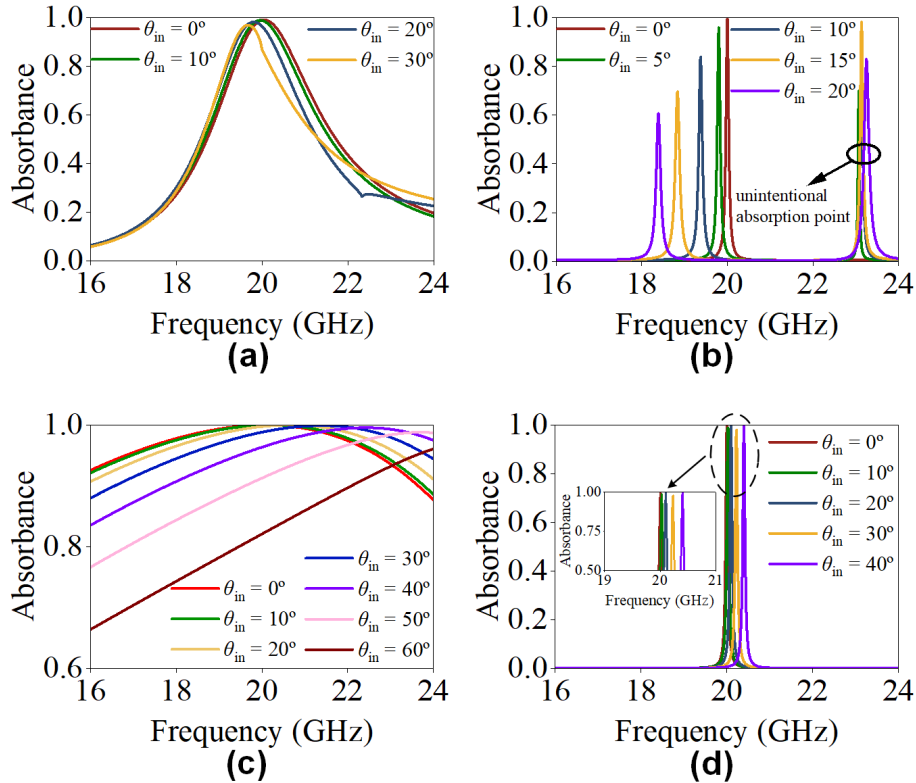 Absorbance
1.0
0.8
0.6
0.4
0.2
0.0
θin = 0º
θin = 10º
θin = 20º
θin = 30º
16 18 20 22 24
Frequency (GHz)
(a)
Absorbance
1.0
0.8
0.6
0.4
0.2
0.0
θin = 0º
θin = 5º
θin = 10º
θin = 15º
θin = 20º
unintentional
absorption point
16 18 20 22 24
Frequency (GHz)
(b)
Absorbance
1.0
0.8
0.6
θin = 0º
θin = 10º
θin = 20º
θin = 30º
θin = 40º
θin = 50º
θin = 60º
16 18 20 22 24
Frequency (GHz)
(c)
Absorbance
1.0
0.8
0.6
0.4
0.2
0.0
θin = 0º
θin = 10º
θin = 20º
θin = 30º
θin = 40º
Absorbance
1.00
0.75
0.50
19 20 21
Frequency (GHz)
16 18 20 22 24
Frequency (GHz)
(d)